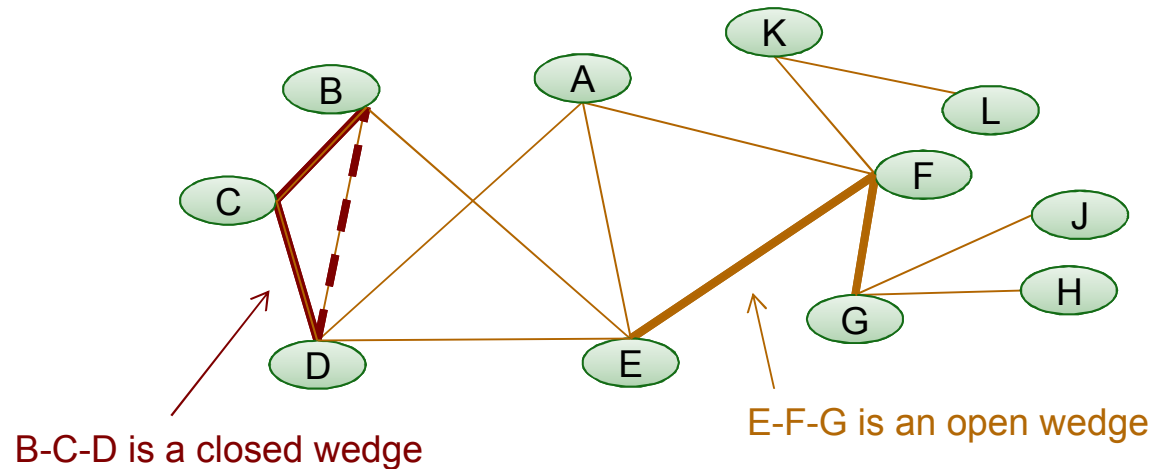 K
A
B
L
F
C
J
H
G
E
D
E-F-G is an open wedge
B-C-D is a closed wedge